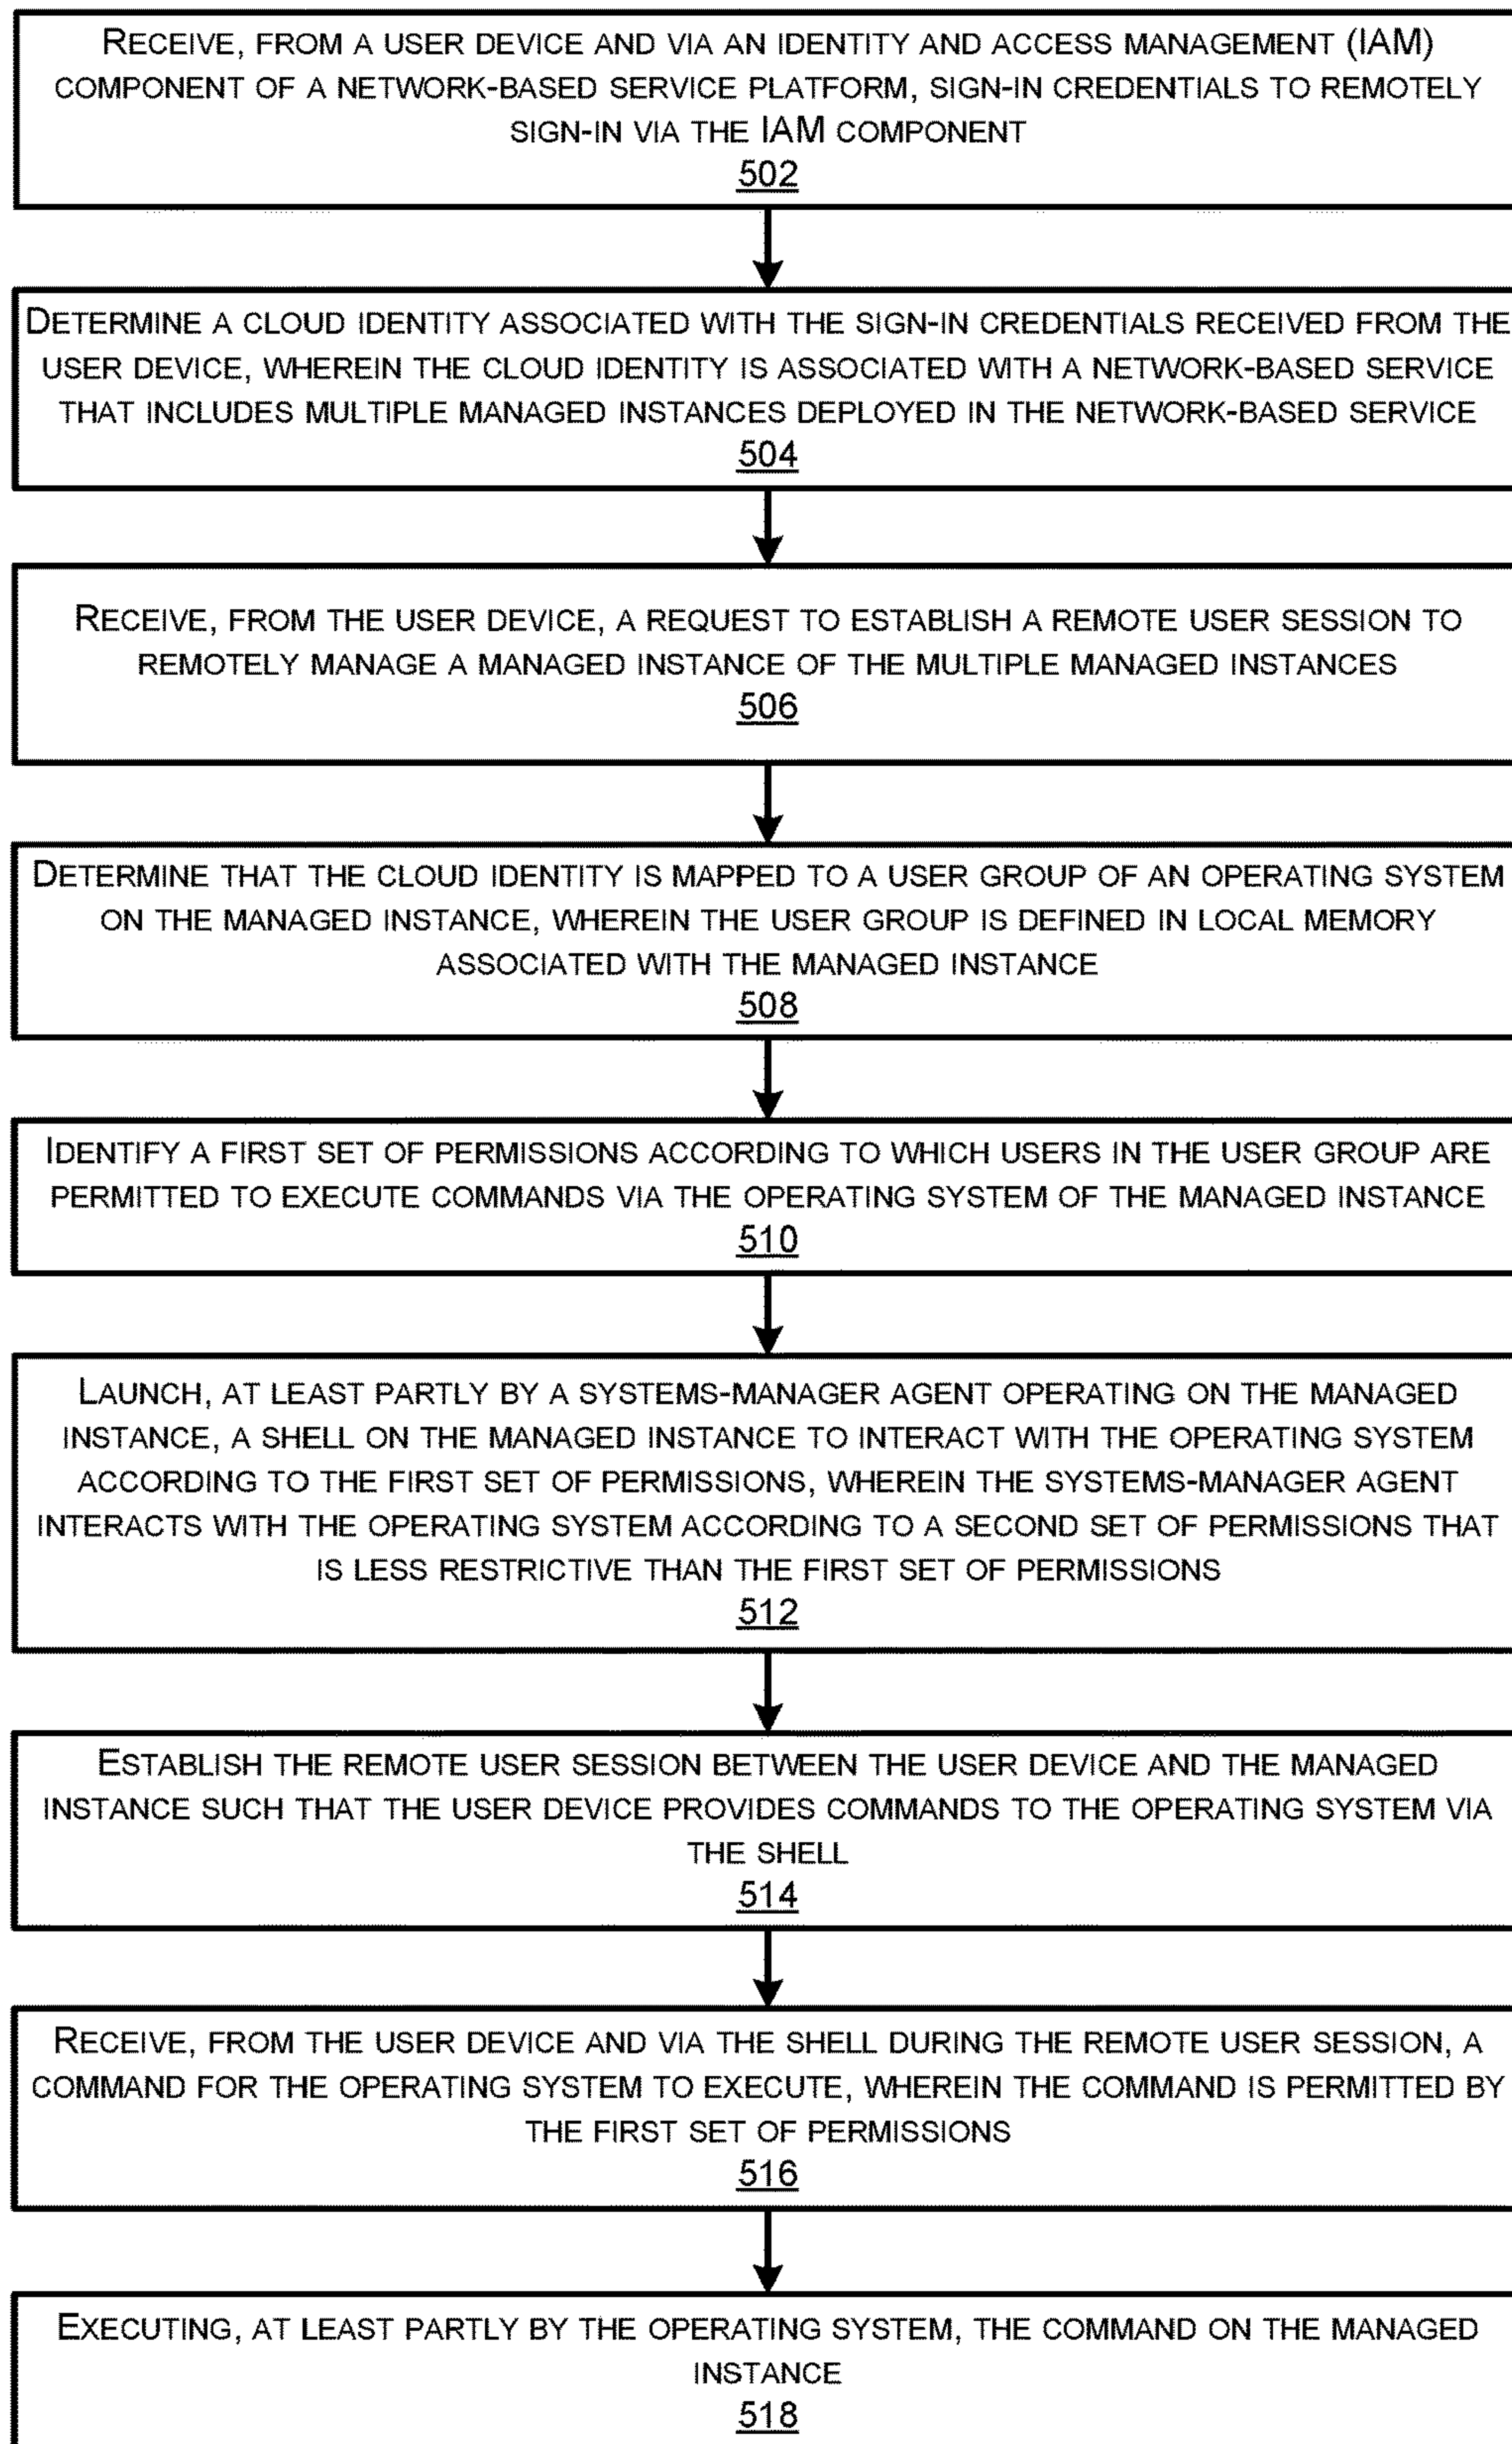 RECEIVE, FROM A USER DEVICE AND VIA AN IDENTITY AND ACCESS MANAGEMENT (IAM)
COMPONENT OF A NETWORK-BASED SERVICE PLATFORM, SIGN-IN CREDENTIALS TO REMOTELY
SIGN-IN VIA THE IAM COMPONENT
502
DETERMINE A CLOUD IDENTITY ASSOCIATED WITH THE SIGN-IN CREDENTIALS RECEIVED FROM THE
USER DEVICE, WHEREIN THE CLOUD IDENTITY IS ASSOCIATED WITH A NETWORK-BASED SERVICE
THAT INCLUDES MULTIPLE MANAGED INSTANCES DEPLOYED IN THE NETWORK-BASED SERVICE
504
RECEIVE, FROM THE USER DEVICE, A REQUEST TO ESTABLISH A REMOTE USER SESSION TO
REMOTELY MANAGE A MANAGED INSTANCE OF THE MULTIPLE MANAGED INSTANCES
506
DETERMINE THAT THE CLOUD IDENTITY IS MAPPED TO A USER GROUP OF AN OPERATING SYSTEM
ON THE MANAGED INSTANCE, WHEREIN THE USER GROUP IS DEFINED IN LOCAL MEMORY
ASSOCIATED WITH THE MANAGED INSTANCE
508
IDENTIFY A FIRST SET OF PERMISSIONS ACCORDING TO WHICH USERS IN THE USER GROUP ARE
PERMITTED TO EXECUTE COMMANDS VIA THE OPERATING SYSTEM OF THE MANAGED INSTANCE
510
LAUNCH, AT LEAST PARTLY BY A SYSTEMS-MANAGER AGENT OPERATING ON THE MANAGED
INSTANCE, A SHELL ON THE MANAGED INSTANCE TO INTERACT WITH THE OPERATING SYSTEM
ACCORDING TO THE FIRST SET OF PERMISSIONS, WHEREIN THE SYSTEMS-MANAGER AGENT
INTERACTS WITH THE OPERATING SYSTEM ACCORDING TO A SECOND SET OF PERMISSIONS THAT
IS LESS RESTRICTIVE THAN THE FIRST SET OF PERMISSIONS
512
ESTABLISH THE REMOTE USER SESSION BETWEEN THE USER DEVICE AND THE MANAGED
INSTANCE SUCH THAT THE USER DEVICE PROVIDES COMMANDS TO THE OPERATING SYSTEM VIA
THE SHELL
514
RECEIVE, FROM THE USER DEVICE AND VIA THE SHELL DURING THE REMOTE USER SESSION, A
COMMAND FOR THE OPERATING SYSTEM TO EXECUTE, WHEREIN THE COMMAND IS PERMITTED BY
THE FIRST SET OF PERMISSIONS
516
EXECUTING, AT LEAST PARTLY BY THE OPERATING SYSTEM, THE COMMAND ON THE MANAGED
INSTANCE
518